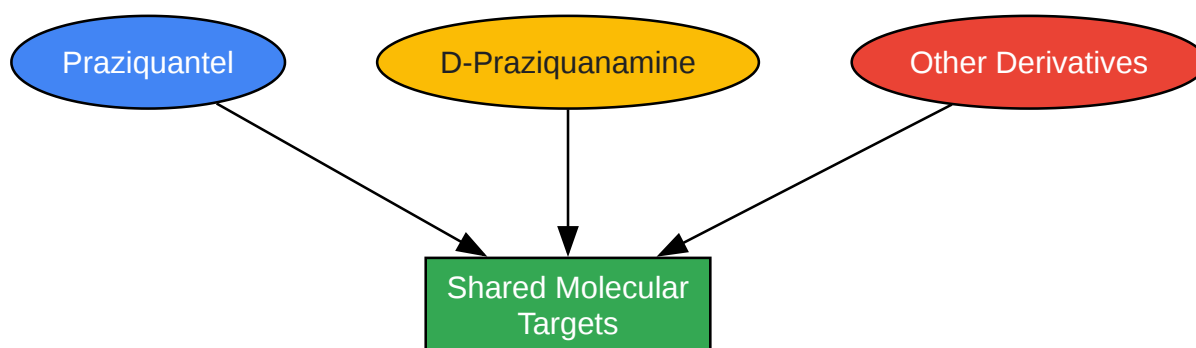 Praziquantel
D-Praziquanamine
Other Derivatives
Shared Molecular
Targets